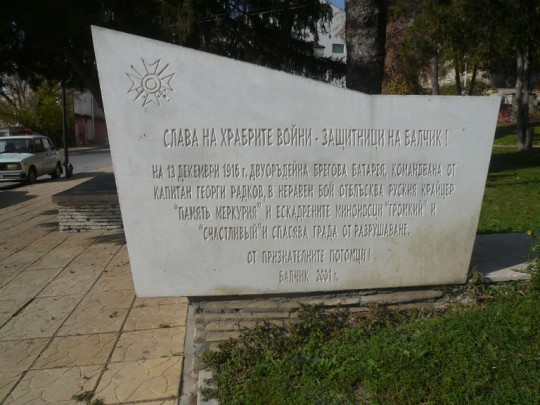 СЛАВА НА ХРАБРИТЕ ВОЙНИ - ЗАЩИТНИЦИ НА БАЛЧИК !
НА 13 ДЕКЕМВРИ 1916 г. ДВУОРЪДЕЙНА БРЕГОВА БАТАРЕЯ, КОМАНДВАНА ОТ
КАПИТАН ГЕОРГИ РАДКОВ, В НЕРАВЕН БОЙ ОТБЛЪСКВА РУСКИЯ КРАЙЦЕР
"ПАМЯТЬ МЕРКУРИЯ" И ЕСКАДРЕНИТЕ МИНОНОСЦИ "ГРОМКИЙ" И
"СЧАСТЛИВЫЙ" И СПАСЯВА ГРАДА ОТ РАЗРУШАВАНЕ.
ОТ ПРИЗНАТЕЛНИТЕ ПОТОМЦИ !
БАЛЧИК 2001 г.